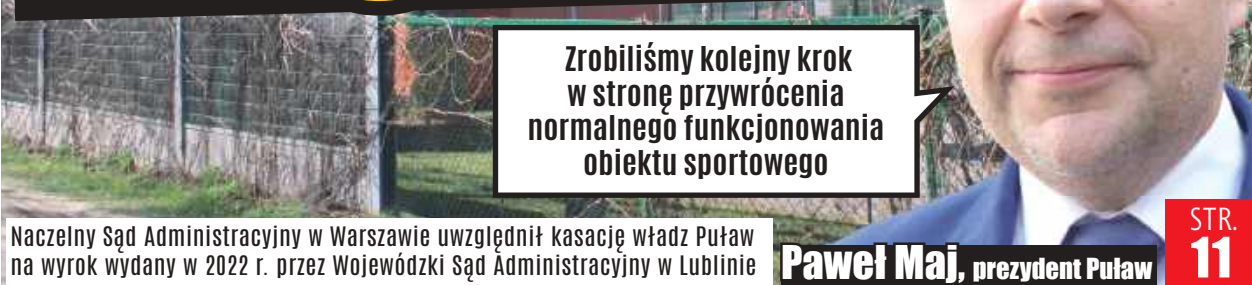 Zrobiliśmy kolejny krok
w stronę przywrócenia
normalnego funkcjonowania
obiektu sportowego
Naczelny Sąd Administracyjny w Warszawie uwzględnił kasację władz Puław
na wyrok wydany w 2022 r. przez Wojewódzki Sąd Administracyjny w Lublinie
Paweł Maj, prezydent Puław
STR.
11